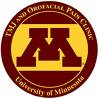 TMJ AND OROFACIAL PAIN CLINIC
M
University of Minnesota